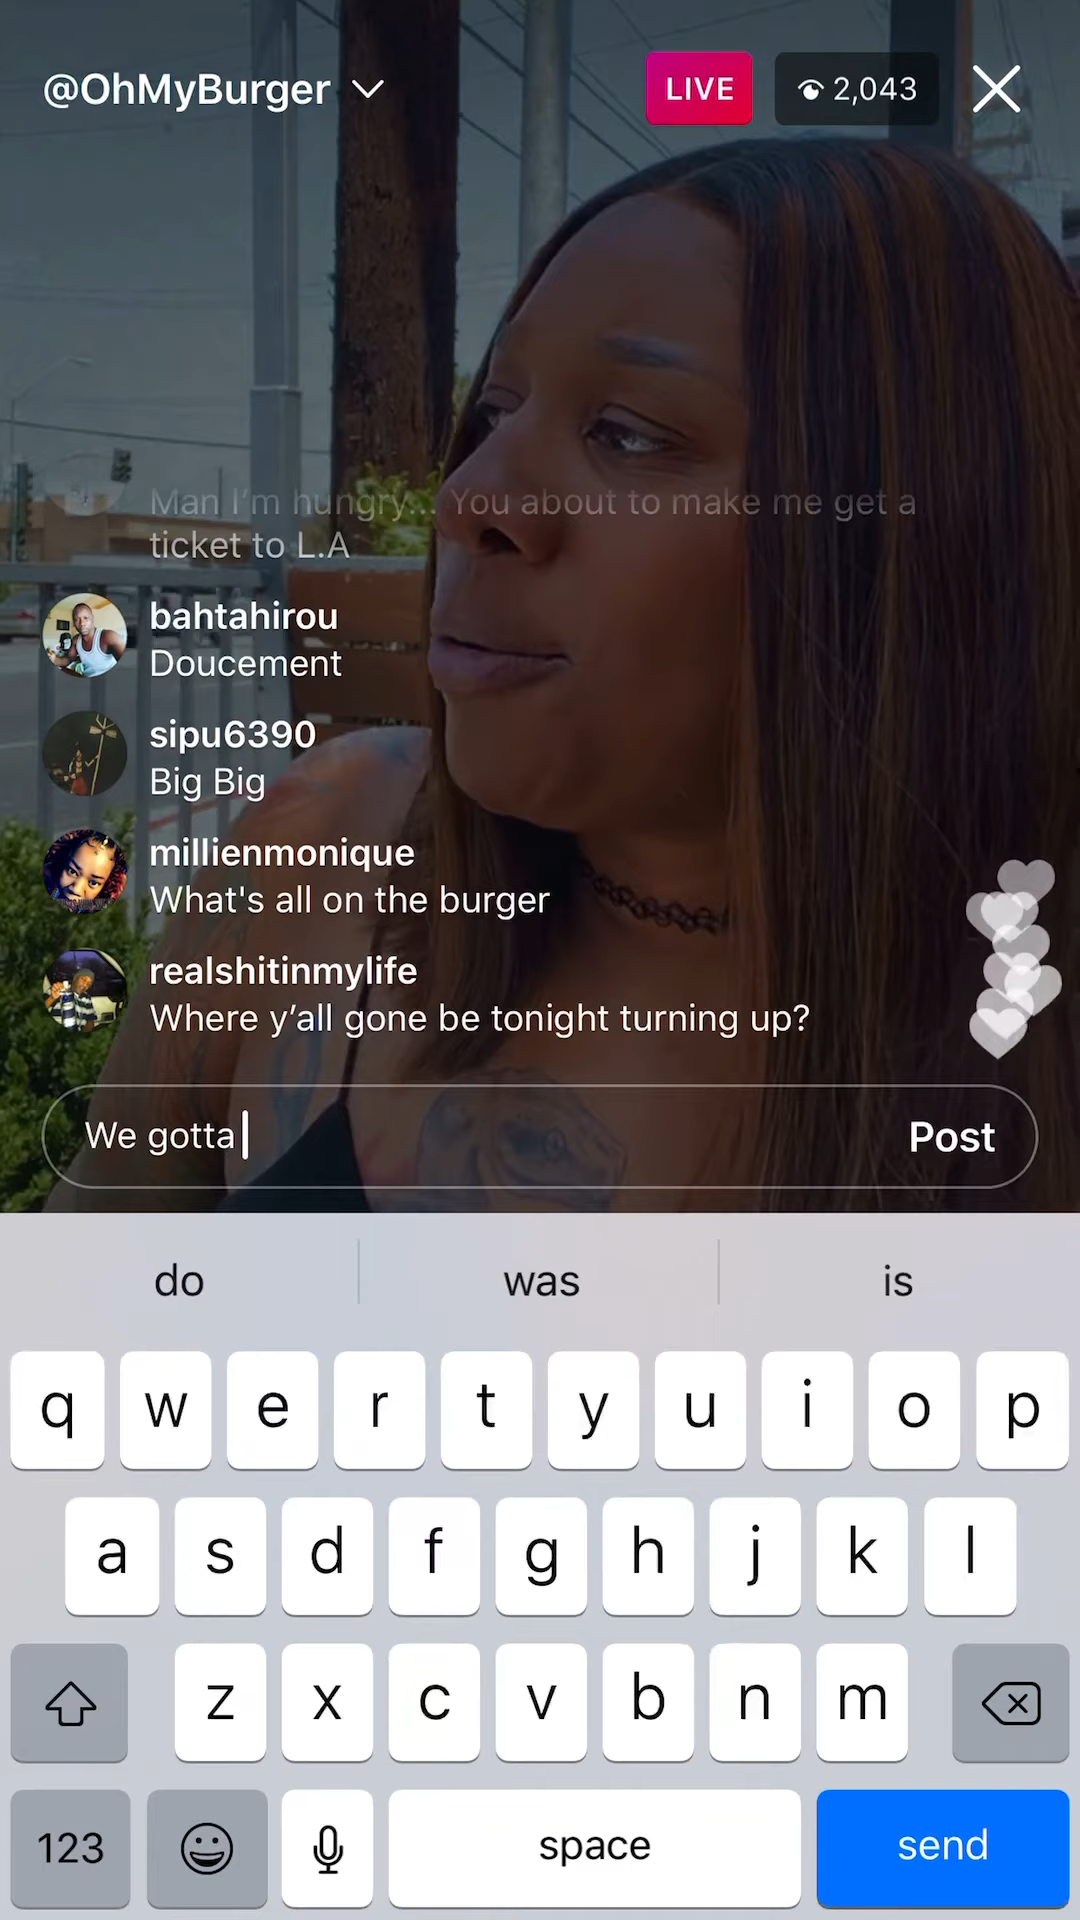 @OhMyBurger
LIVE
2,043
Man I'm hungry... You about to make me get a
ticket to L.A
bahtahirou
Doucement
sipu6390
Big Big
millienmonique
What's all on the burger
realshitinmylife
Where y’all gone be tonight turning up?
We gotta
Post
do was is
q w e r t y u i o p
a s d f g h j k l
z x c v b n m
123 space send